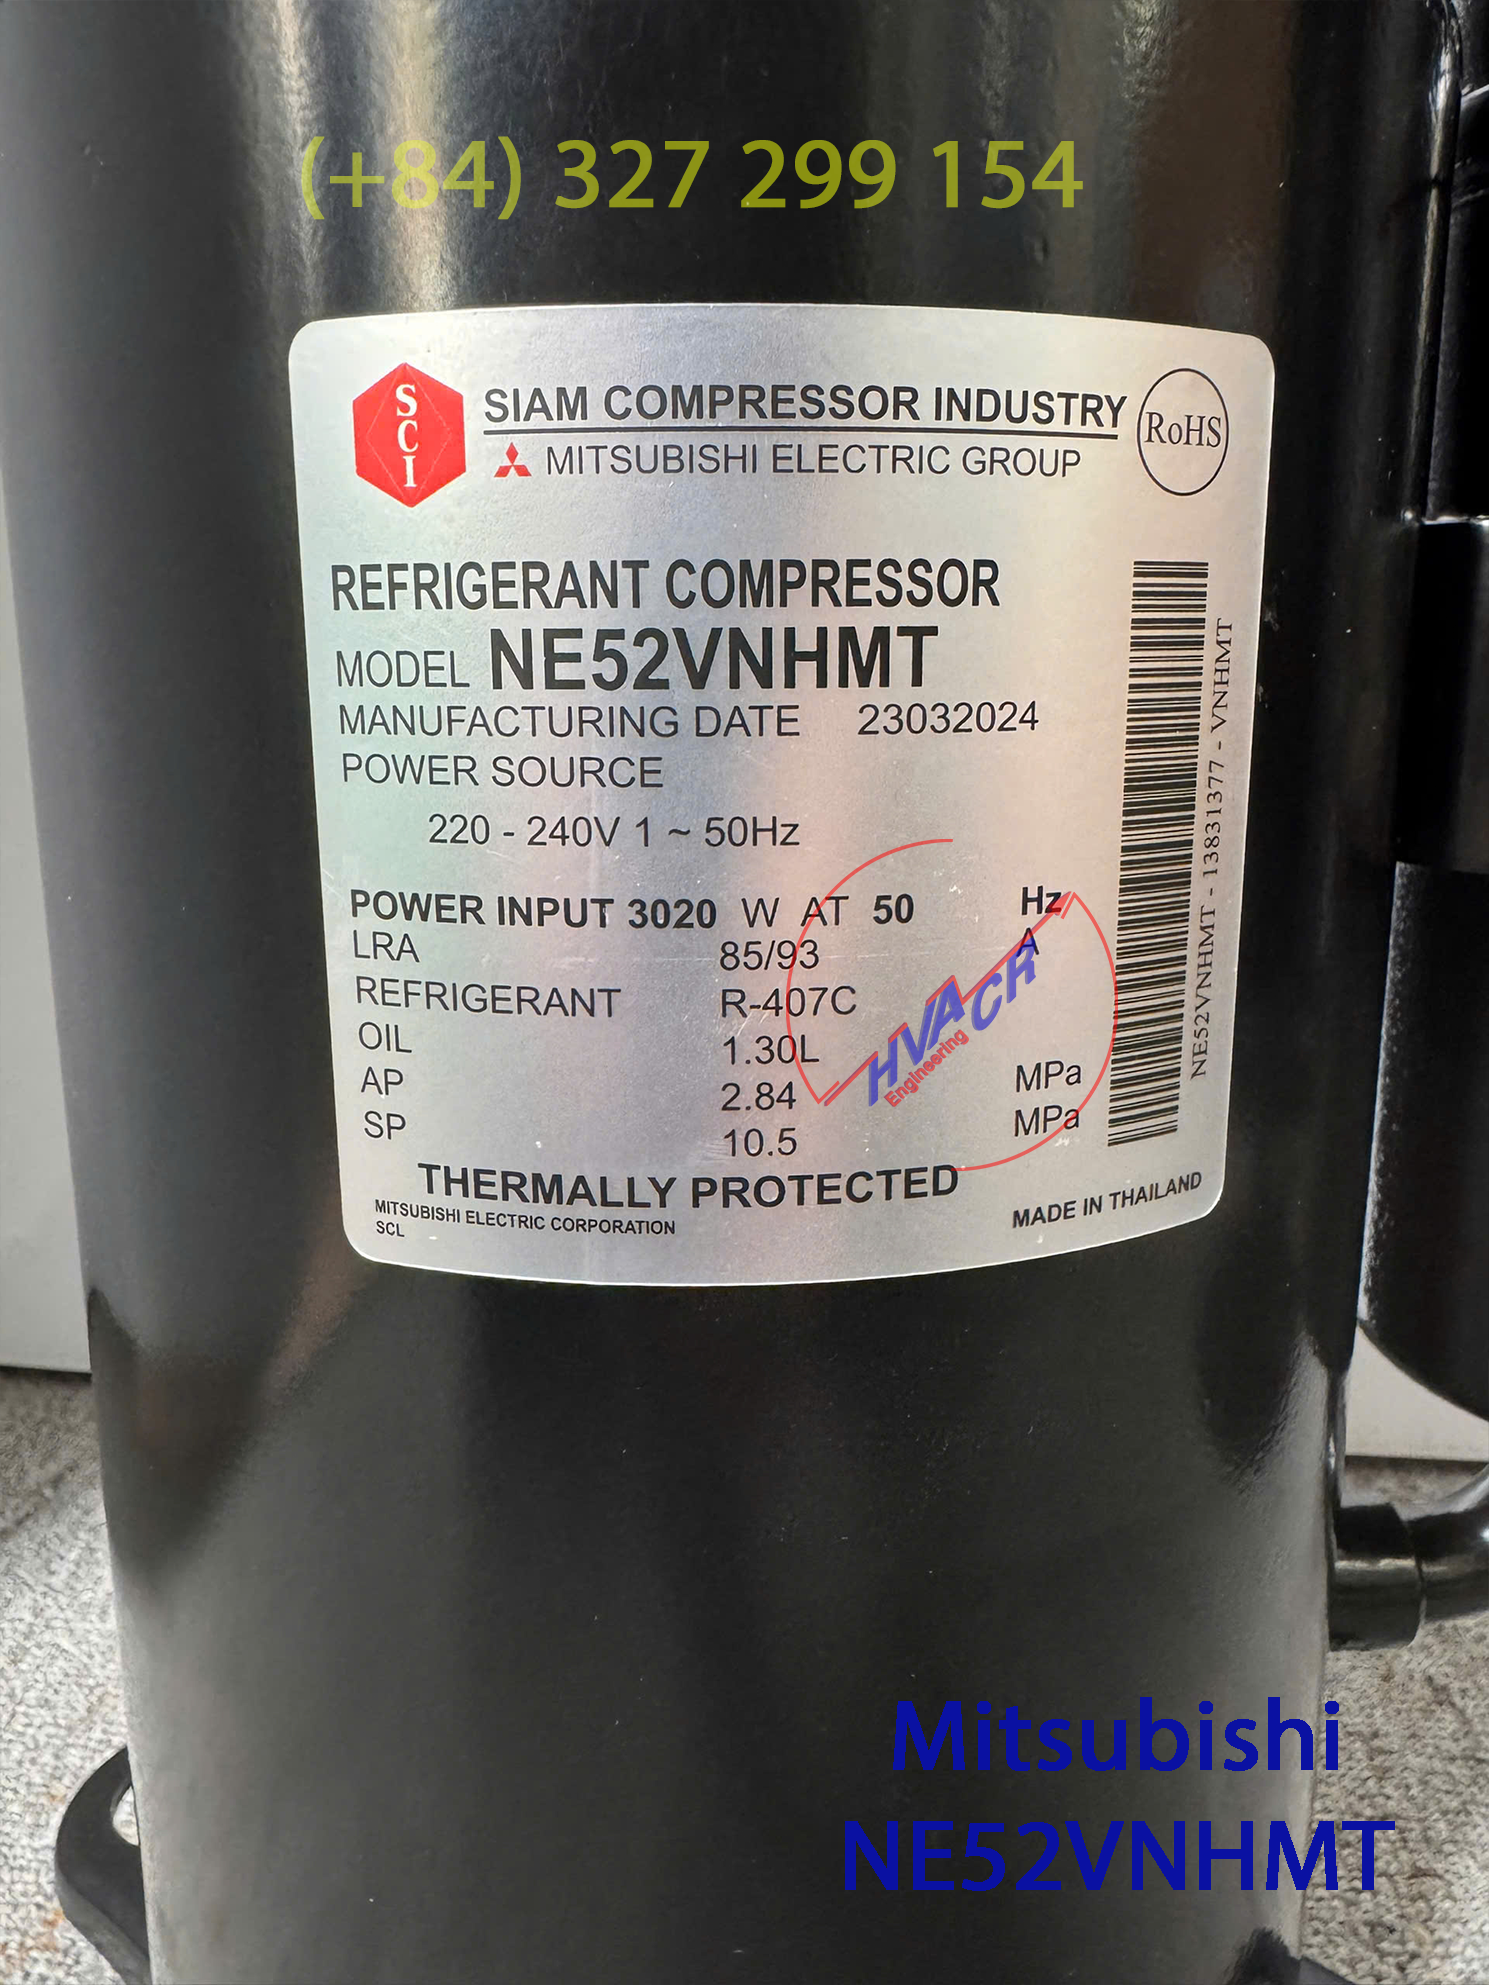 (+84) 327 299 154
SCI
SIAM COMPRESSOR INDUSTRY
RoHS
MITSUBISHI ELECTRIC GROUP
REFRIGERANT COMPRESSOR
MODEL NE52VNHMT
MANUFACTURING DATE 23032024
POWER SOURCE
220 - 240V 1 ~ 50Hz
POWER INPUT 3020 W AT 50 Hz
LRA 85/93 A
REFRIGERANT R-407C
OIL 1.30L
AP 2.84 MPa
SP 10.5 MPa
THERMALLY PROTECTED
MITSUBISHI ELECTRIC CORPORATION
SCL
MADE IN THAILAND
NE52VNHMT - 13831377 - VNHMT
HVACR
Engineering
Mitsubishi
NE52VNHMT